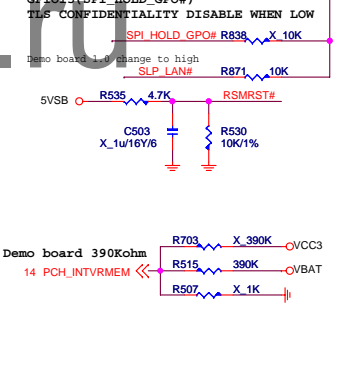 GPIO15(SPI_HOLD_GPO#)
TLS CONFIDENTIALITY DISABLE WHEN LOW
SPI_HOLD_GPO# R838 X_10K
.ru
Demo board 1.0 change to high
SLP_LAN# R871 10K
5VSB R535 4.7K RSMRST#
C503 R530
X_1u/16Y/6 10K/1%
R703 X_390K VCC3
Demo board 390Kohm
R515 390K VBAT
14 PCH_INTVRMEM
R507 X_1K